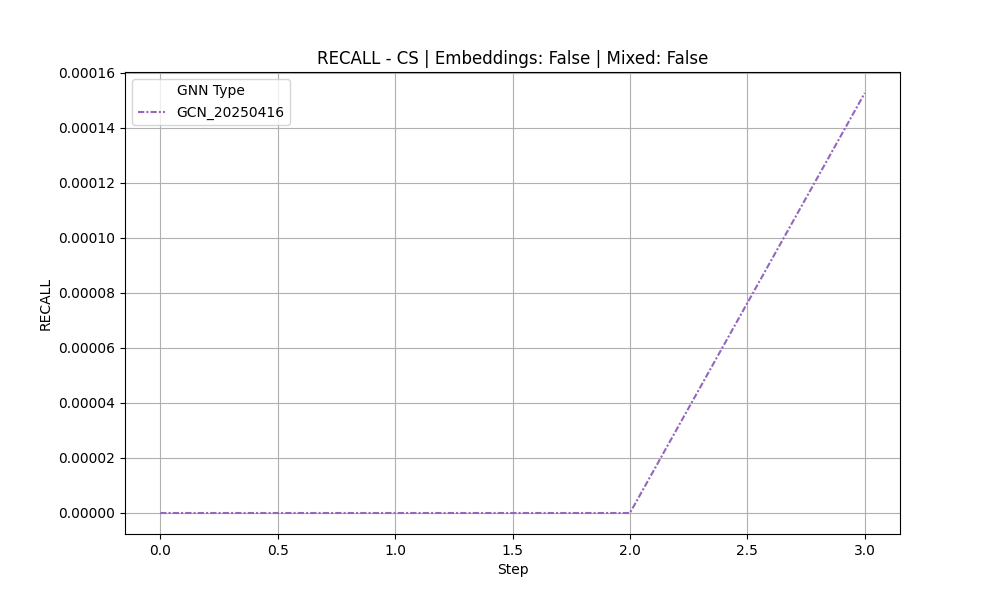 RECALL - CS | Embeddings: False | Mixed: False
0.00016
0.00014
0.00012
0.00010
0.00008
0.00006
0.00004
0.00002
0.00000
RECALL
GNN Type
GCN_20250416
0.0 0.5 1.0 1.5 2.0 2.5 3.0
Step